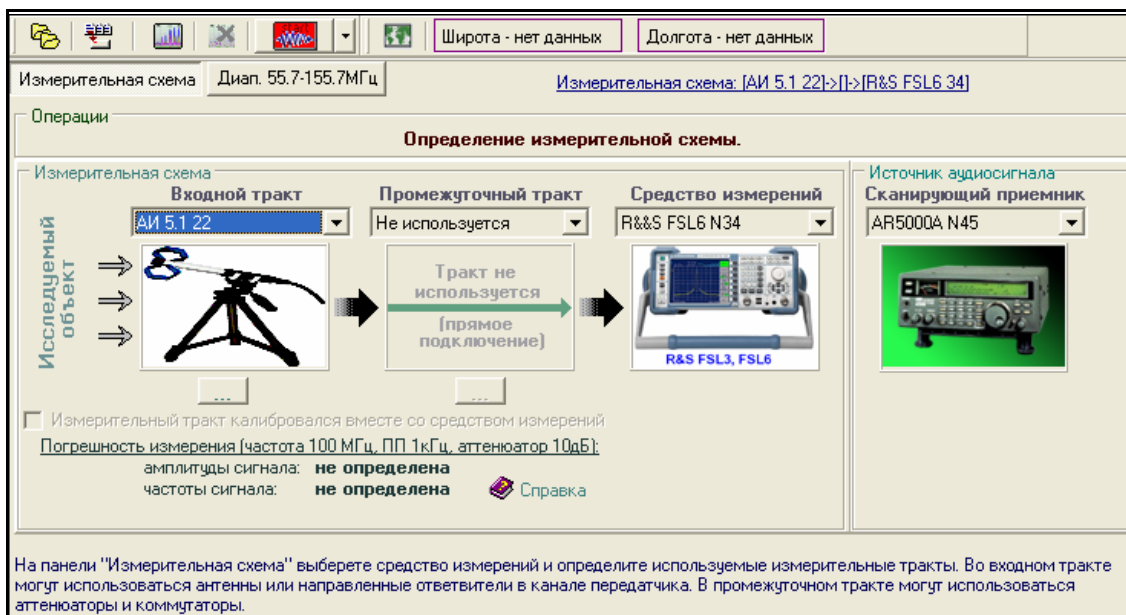 Широта - нет данных
Долгота - нет данных
Измерительная схема
Диап. 55.7-155.7МГц
Измерительная схема: [АИ 5.1 22]->[]->[R&S FSL6 34]
Операции
Определение измерительной схемы.
Измерительная схема
Источник аудиосигнала
Входной тракт
Промежуточный тракт
Средство измерений
Сканирующий приемник
АИ 5.1 22
Не используется
R&&S FSL6 N34
AR5000A N45
Исследуемый
объект
Тракт не
используется
(прямое
подключение)
R&S FSL3, FSL6
...
...
Измерительный тракт калибровался вместе со средством измерений
Погрешность измерения (частота 100 МГц, ПП 1кГц, аттенюатор 10дБ):
амплитуды сигнала: не определена
частоты сигнала: не определена
Справка
На панели "Измерительная схема" выберете средство измерений и определите используемые измерительные тракты. Во входном тракте
могут использоваться антенны или направленные ответвители в канале передатчика. В промежуточном тракте могут использоваться
аттенюаторы и коммутаторы.